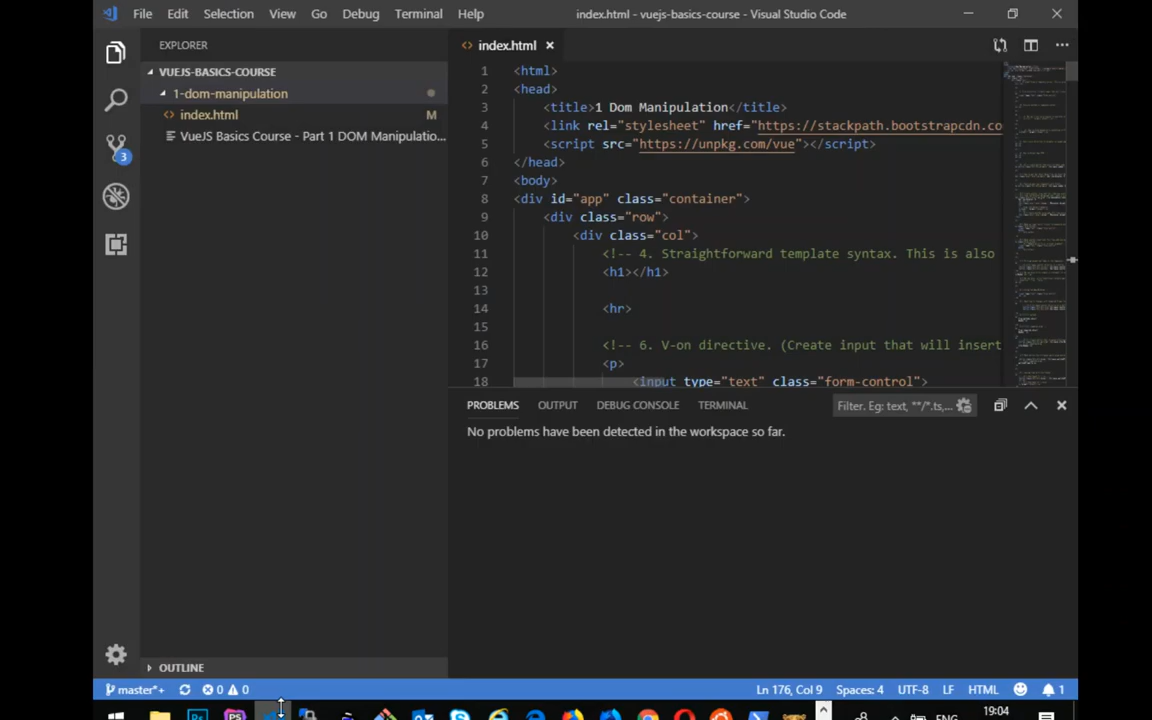 File Edit Selection View Go Debug Terminal Help index.html - vuejs-basics-course - Visual Studio Code
EXPLORER
VUEJS-BASICS-COURSE
1-dom-manipulation
index.html M
VueJS Basics Course - Part 1 DOM Manipulatio...
3
index.html
1 <html>
2 <head>
3 <title>1 Dom Manipulation</title>
4 <link rel="stylesheet" href="https://stackpath.bootstrapcdn.co
5 <script src="https://unpkg.com/vue"></script>
6 </head>
7 <body>
8 <div id="app" class="container">
9 <div class="row">
10 <div class="col">
11 <!-- 4. Straightforward template syntax. This is also
12 <h1></h1>
13
14 <hr>
15
16 <!-- 6. V-on directive. (Create input that will insert
17 <p>
18 <input type="text" class="form-control">
PROBLEMS OUTPUT DEBUG CONSOLE TERMINAL Filter. Eg: text, **/*.ts,...
No problems have been detected in the workspace so far.
OUTLINE
master*+ 0 0 Ln 176, Col 9 Spaces: 4 UTF-8 LF HTML 1
Ps PS ENG 19:04